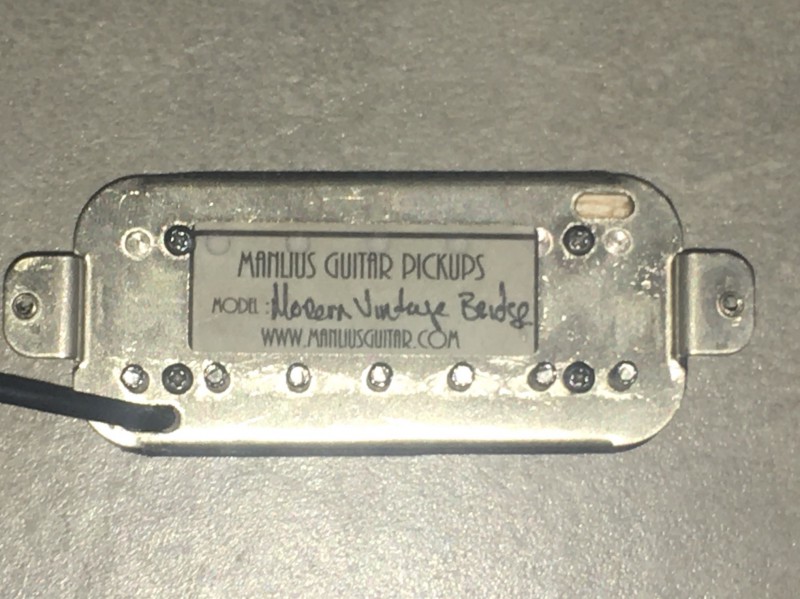 MANLIUS GUITAR PICKUPS
MODEL: Modern Vintage Bridge
WWW.MANLIUSGUITAR.COM